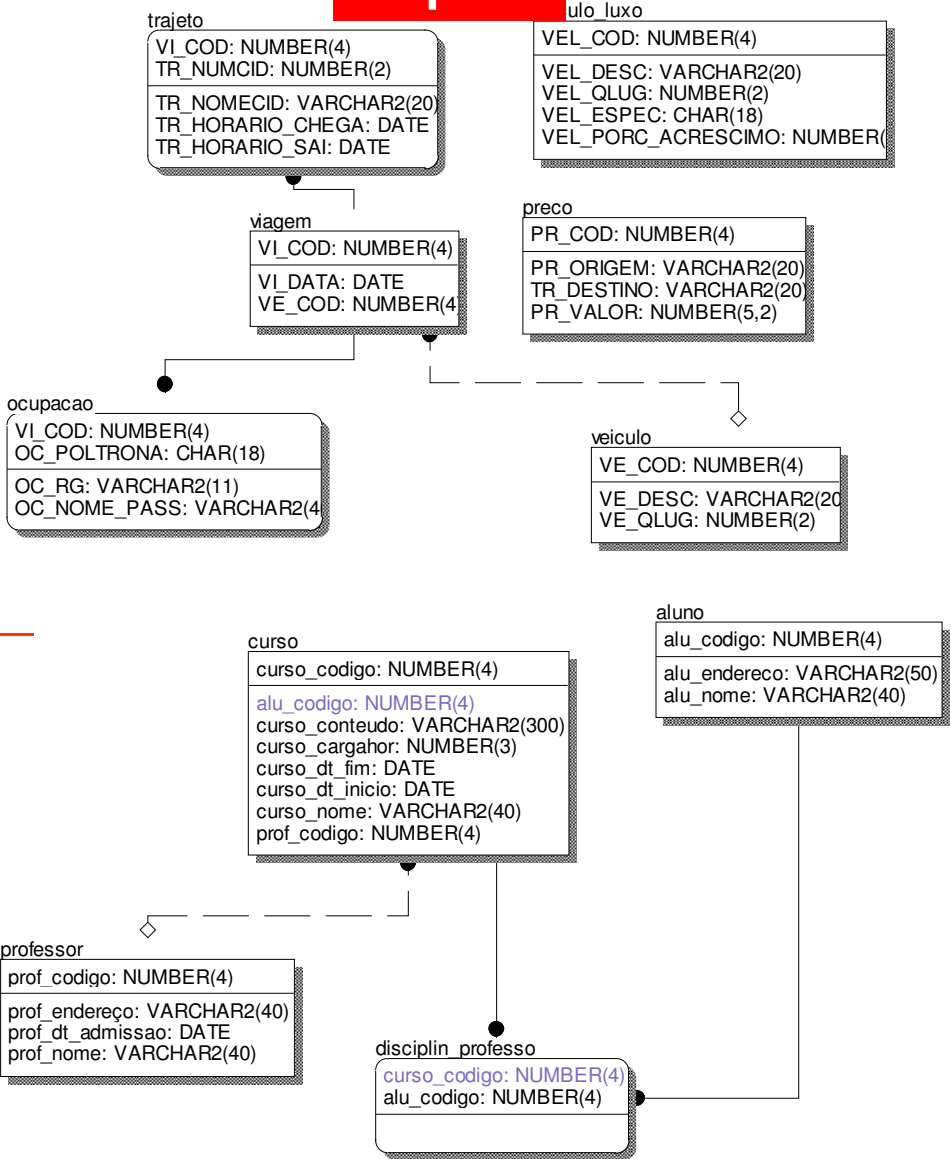 trajeto
VI_COD: NUMBER(4)
TR_NUMCID: NUMBER(2)
TR_NOMECID: VARCHAR2(20)
TR_HORARIO_CHEGA: DATE
TR_HORARIO_SAI: DATE
ulo_luxo
VEL_COD: NUMBER(4)
VEL_DESC: VARCHAR2(20)
VEL_QLUG: NUMBER(2)
VEL_ESPEC: CHAR(18)
VEL_PORC_ACRESCIMO: NUMBER(
viagem
VI_COD: NUMBER(4)
VI_DATA: DATE
VE_COD: NUMBER(4
preco
PR_COD: NUMBER(4)
PR_ORIGEM: VARCHAR2(20)
TR_DESTINO: VARCHAR2(20)
PR_VALOR: NUMBER(5,2)
ocupacao
VI_COD: NUMBER(4)
OC_POLTRONA: CHAR(18)
OC_RG: VARCHAR2(11)
OC_NOME_PASS: VARCHAR2(4
veiculo
VE_COD: NUMBER(4)
VE_DESC: VARCHAR2(20
VE_QLUG: NUMBER(2)
curso
curso_codigo: NUMBER(4)
alu_codigo: NUMBER(4)
curso_conteudo: VARCHAR2(300)
curso_cargahor: NUMBER(3)
curso_dt_fim: DATE
curso_dt_inicio: DATE
curso_nome: VARCHAR2(40)
prof_codigo: NUMBER(4)
aluno
alu_codigo: NUMBER(4)
alu_endereco: VARCHAR2(50)
alu_nome: VARCHAR2(40)
professor
prof_codigo: NUMBER(4)
prof_endereço: VARCHAR2(40)
prof_dt_admissao: DATE
prof_nome: VARCHAR2(40)
disciplin_professo
curso_codigo: NUMBER(4)
alu_codigo: NUMBER(4)